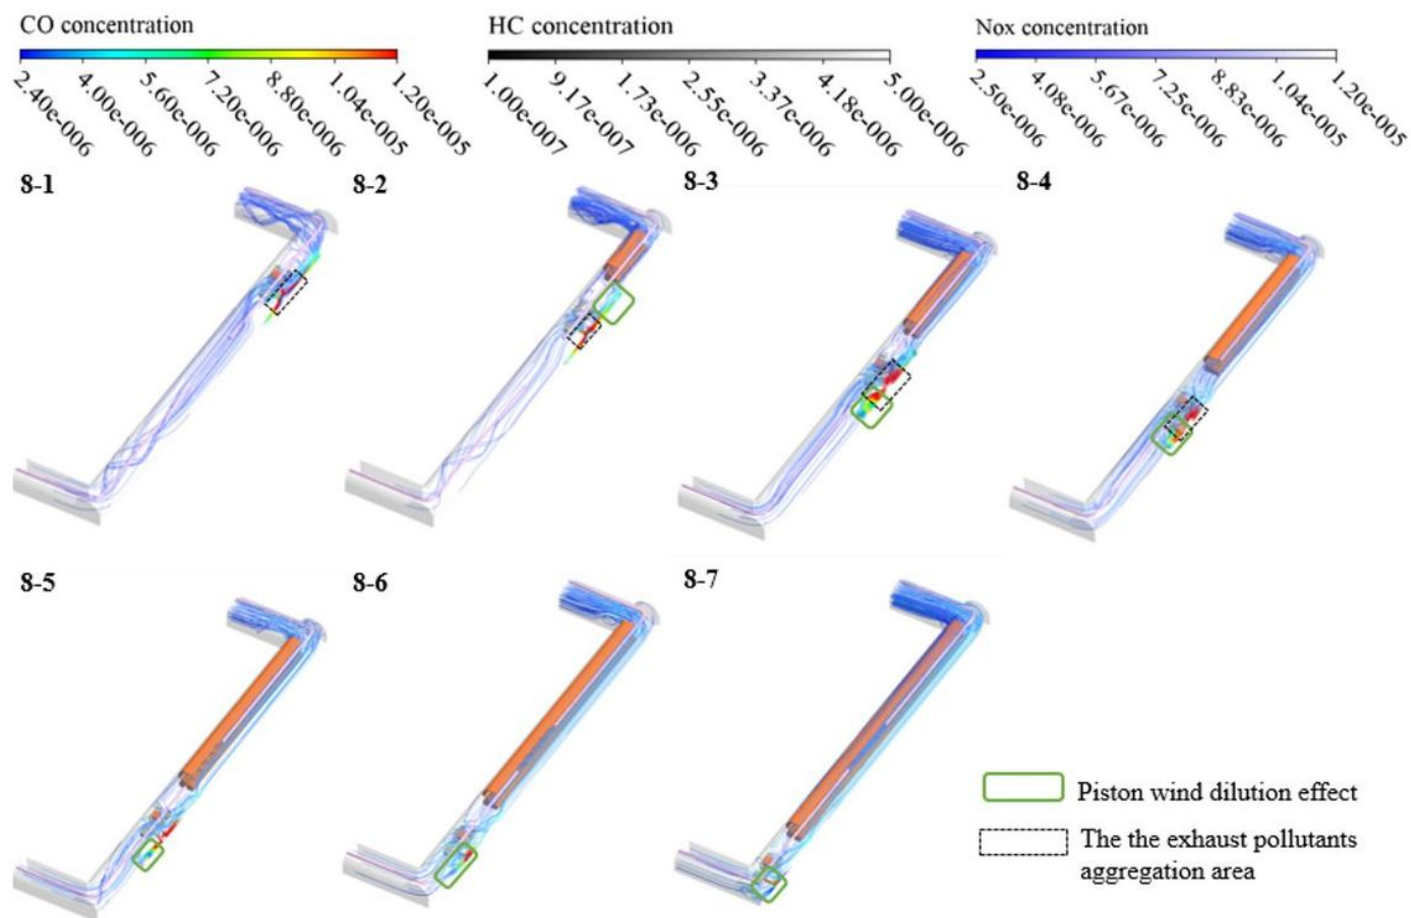 CO concentration
2.40e-006
4.00e-006
5.60e-006
7.20e-006
8.80e-006
1.04e-005
1.20e-005
HC concentration
1.00e-007
9.17e-007
1.73e-006
2.55e-006
3.37e-006
4.18e-006
5.00e-006
Nox concentration
2.50e-006
4.08e-006
5.67e-006
7.25e-006
8.83e-006
1.04e-005
1.20e-005
8-1
8-2
8-3
8-4
8-5
8-6
8-7
Piston wind dilution effect
The the exhaust pollutants
aggregation area